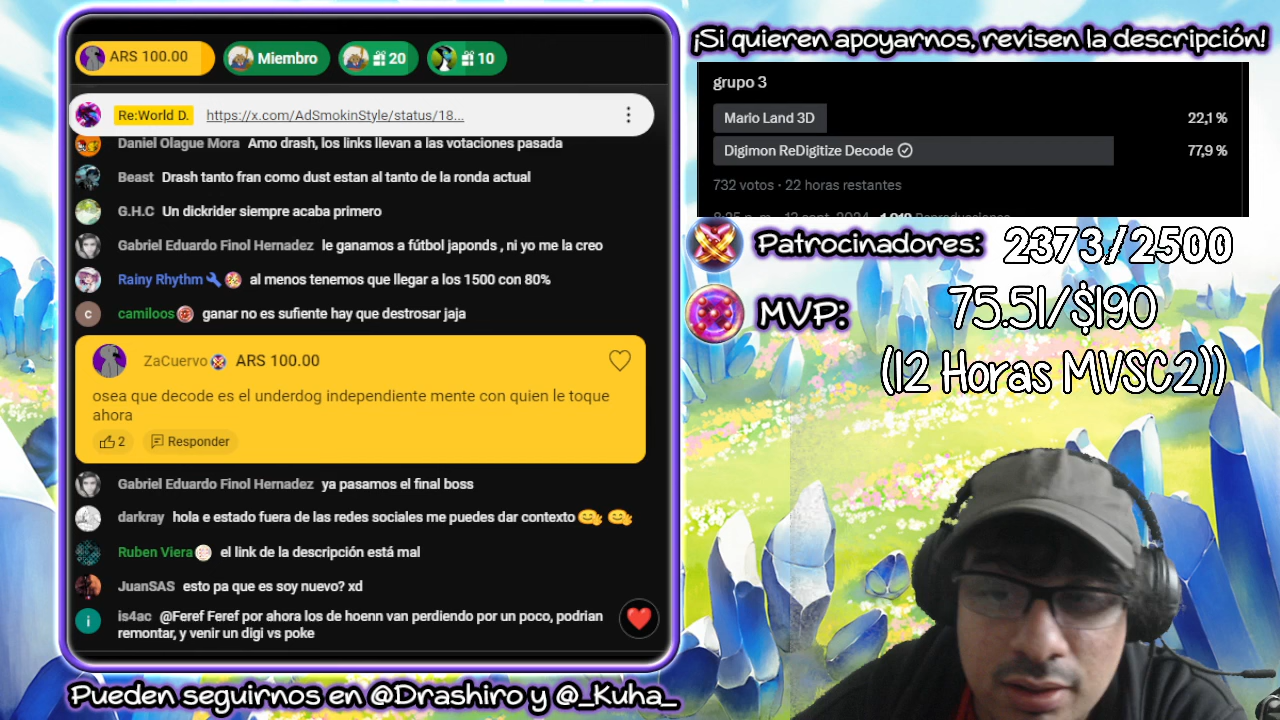 ARS 100.00
Miembro
20
10
Re:World D. https://x.com/AdSmokinStyle/status/18...
Daniel Olague Mora Amo drash, los links llevan a las votaciones pasada
Beast Drash tanto fran como dust estan al tanto de la ronda actual
G.H.C Un dickrider siempre acaba primero
Gabriel Eduardo Finol Hernadez le ganamos a fútbol japonds , ni yo me la creo
Rainy Rhythm al menos tenemos que llegar a los 1500 con 80%
c camiloos ganar no es sufiente hay que destrosar jaja
ZaCuervo ARS 100.00
osea que decode es el underdog independiente mente con quien le toque
ahora
2 Responder
Gabriel Eduardo Finol Hernadez ya pasamos el final boss
darkray hola e estado fuera de las redes sociales me puedes dar contexto
Ruben Viera el link de la descripción está mal
JuanSAS esto pa que es soy nuevo? xd
i is4ac @Feref Feref por ahora los de hoenn van perdiendo por un poco, podrian
remontar, y venir un digi vs poke
Pueden seguirnos en @Drashiro y @_Kuha_
¡Si quieren apoyarnos, revisen la descripción!
grupo 3
Mario Land 3D 22,1 %
Digimon ReDigitize Decode 77,9 %
732 votos · 22 horas restantes
Patrocinadores: 2373/2500
MVP: 75.51/$190
(12 Horas MVSC2))